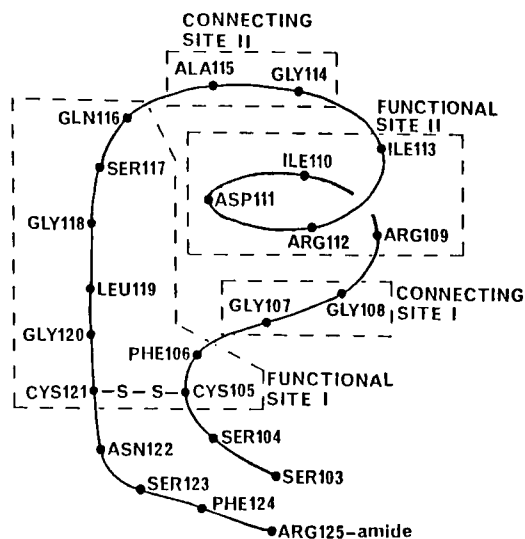 CONNECTING
SITE II
ALA115
GLY114
GLN116
FUNCTIONAL
SITE II
ILE113
SER117
ILE110
ASP111
GLY118
ARG112
ARG109
LEU119
GLY107
GLY108
CONNECTING
SITE I
GLY120
PHE106
CYS121
S
S
CYS105
FUNCTIONAL
SITE I
SER104
ASN122
SER103
SER123
PHE124
ARG125-amide